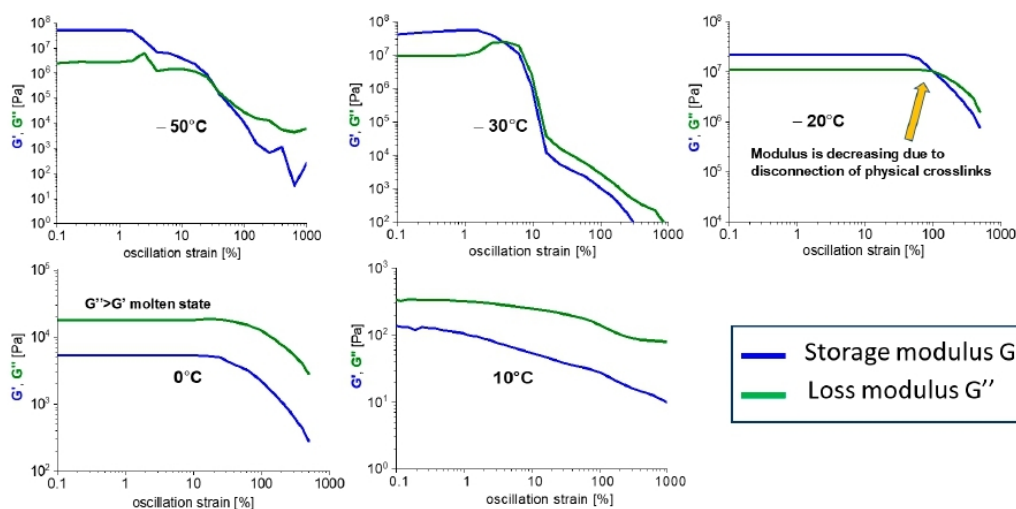 10⁸
10⁷
10⁶
10⁵
10⁴
10³
10²
10¹
10⁰
G', G'' [Pa]
– 50°C
0.1 1 10 100 1000
oscillation strain [%]
10⁸
10⁷
10⁶
10⁵
10⁴
10³
10²
G', G'' [Pa]
– 30°C
0.1 1 10 100 1000
oscillation strain [%]
10⁸
10⁷
10⁶
10⁵
10⁴
G', G'' [Pa]
– 20°C
Modulus is decreasing due to
disconnection of physical crosslinks
0.1 1 10 100 1000
oscillation strain [%]
10⁵
10⁴
10³
10²
G', G'' [Pa]
G''>G' molten state
0°C
0.1 1 10 100 1000
oscillation strain [%]
10³
10²
10¹
10⁰
G', G'' [Pa]
10°C
0.1 1 10 100 1000
oscillation strain [%]
Storage modulus G
Loss modulus G''